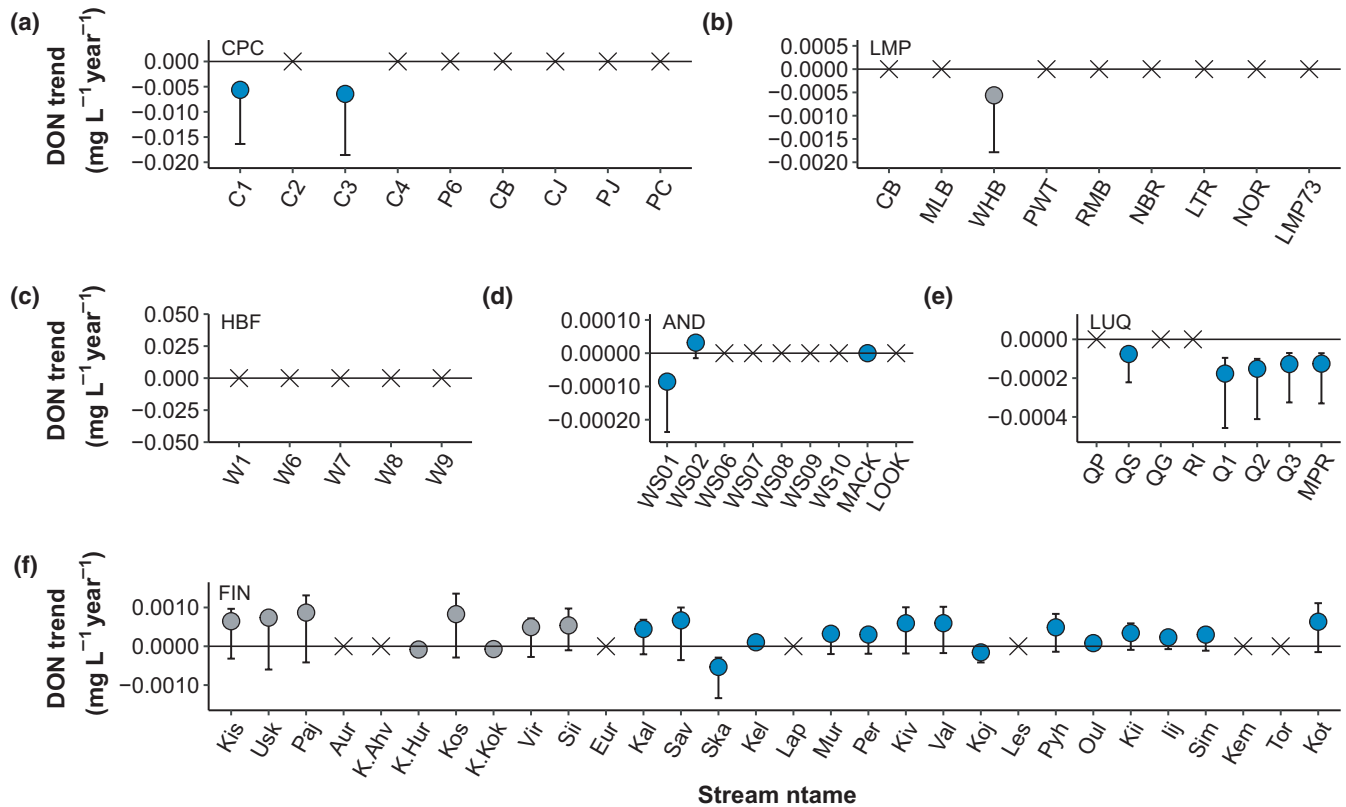 (a)
CPC
DON trend
(mg L⁻¹ year⁻¹)
0.000
−0.005
−0.010
−0.015
−0.020
C1
C2
C3
C4
P6
CB
CJ
PJ
PC
(b)
LMP
0.0005
0.0000
−0.0005
−0.0010
−0.0015
−0.0020
CB
MLB
WHB
PWT
RMB
NBR
LTR
NOR
LMP73
(c)
HBF
DON trend
(mg L⁻¹ year⁻¹)
0.050
0.025
0.000
−0.025
−0.050
W1
W6
W7
W8
W9
(d)
AND
0.00010
0.00000
−0.00010
−0.00020
WS01
WS02
WS06
WS07
WS08
WS09
WS10
MACK
LOOK
(e)
LUQ
0.0000
−0.0002
−0.0004
QP
QS
QG
RI
Q1
Q2
Q3
MPR
(f)
FIN
DON trend
(mg L⁻¹ year⁻¹)
0.0010
0.0000
−0.0010
Kis
Usk
Paj
Aur
K.Ahv
K.Hur
Kos
K.Kok
Vir
Sii
Eur
Kal
Sav
Ska
Kel
Lap
Mur
Per
Kiv
Val
Koj
Les
Pyh
Oul
Kii
Iij
Sim
Kem
Tor
Kot
Stream ntame